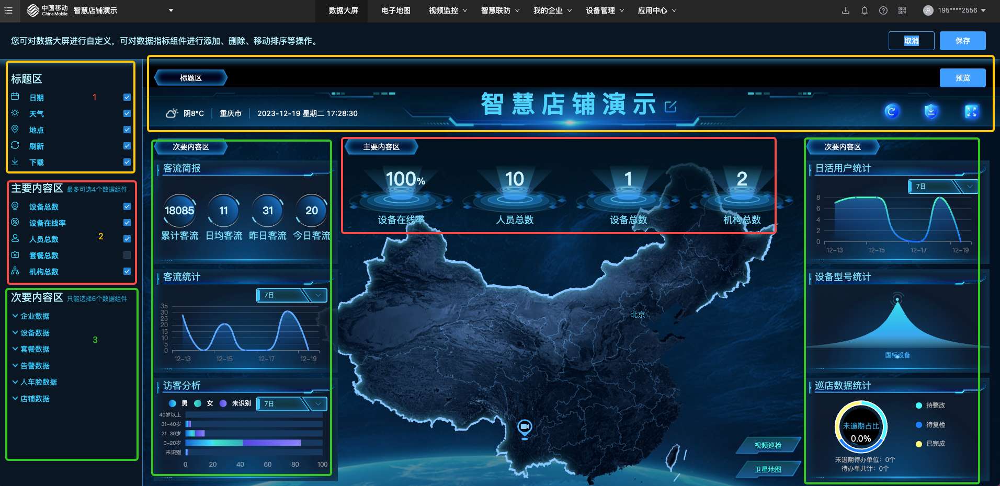 中国移动
China Mobile
智慧店铺演示
数据大屏
电子地图
视频监控
智慧联防
我的企业
设备管理
应用中心
195****2556
您可对数据大屏进行自定义，可对数据指标组件进行添加、删除、移动排序等操作。
取消
保存
标题区
日期
1
天气
地点
刷新
下载
主要内容区 最多可选4个数据组件
设备总数
设备在线率
人员总数
2
套餐总数
机构总数
次要内容区 只能选择6个数据组件
企业数据
设备数据
3
套餐数据
告警数据
人车脸数据
店铺数据
标题区
预览
智慧店铺演示
阴8°C
重庆市
2023-12-19 星期二 17:28:30
次要内容区
客流简报
18085
11
31
20
累计客流
日均客流
昨日客流
今日客流
客流统计
7日
35
30
25
20
15
10
5
0
12-13
12-15
12-17
12-19
访客分析
男
女
未识别
7日
40岁以上
31-40岁
21-30岁
0-20岁
未识别
0
20
40
60
80
100
主要内容区
100%
10
1
2
设备在线率
人员总数
设备总数
机构总数
北京
视频巡检
卫星地图
次要内容区
日活用户统计
7日
8
6
4
2
0
12-13
12-15
12-17
12-19
设备型号统计
国标设备
巡店数据统计
未逾期占比
0.0%
待整改
待复检
已完成
未逾期待办单位：0个
待办单共计：0个